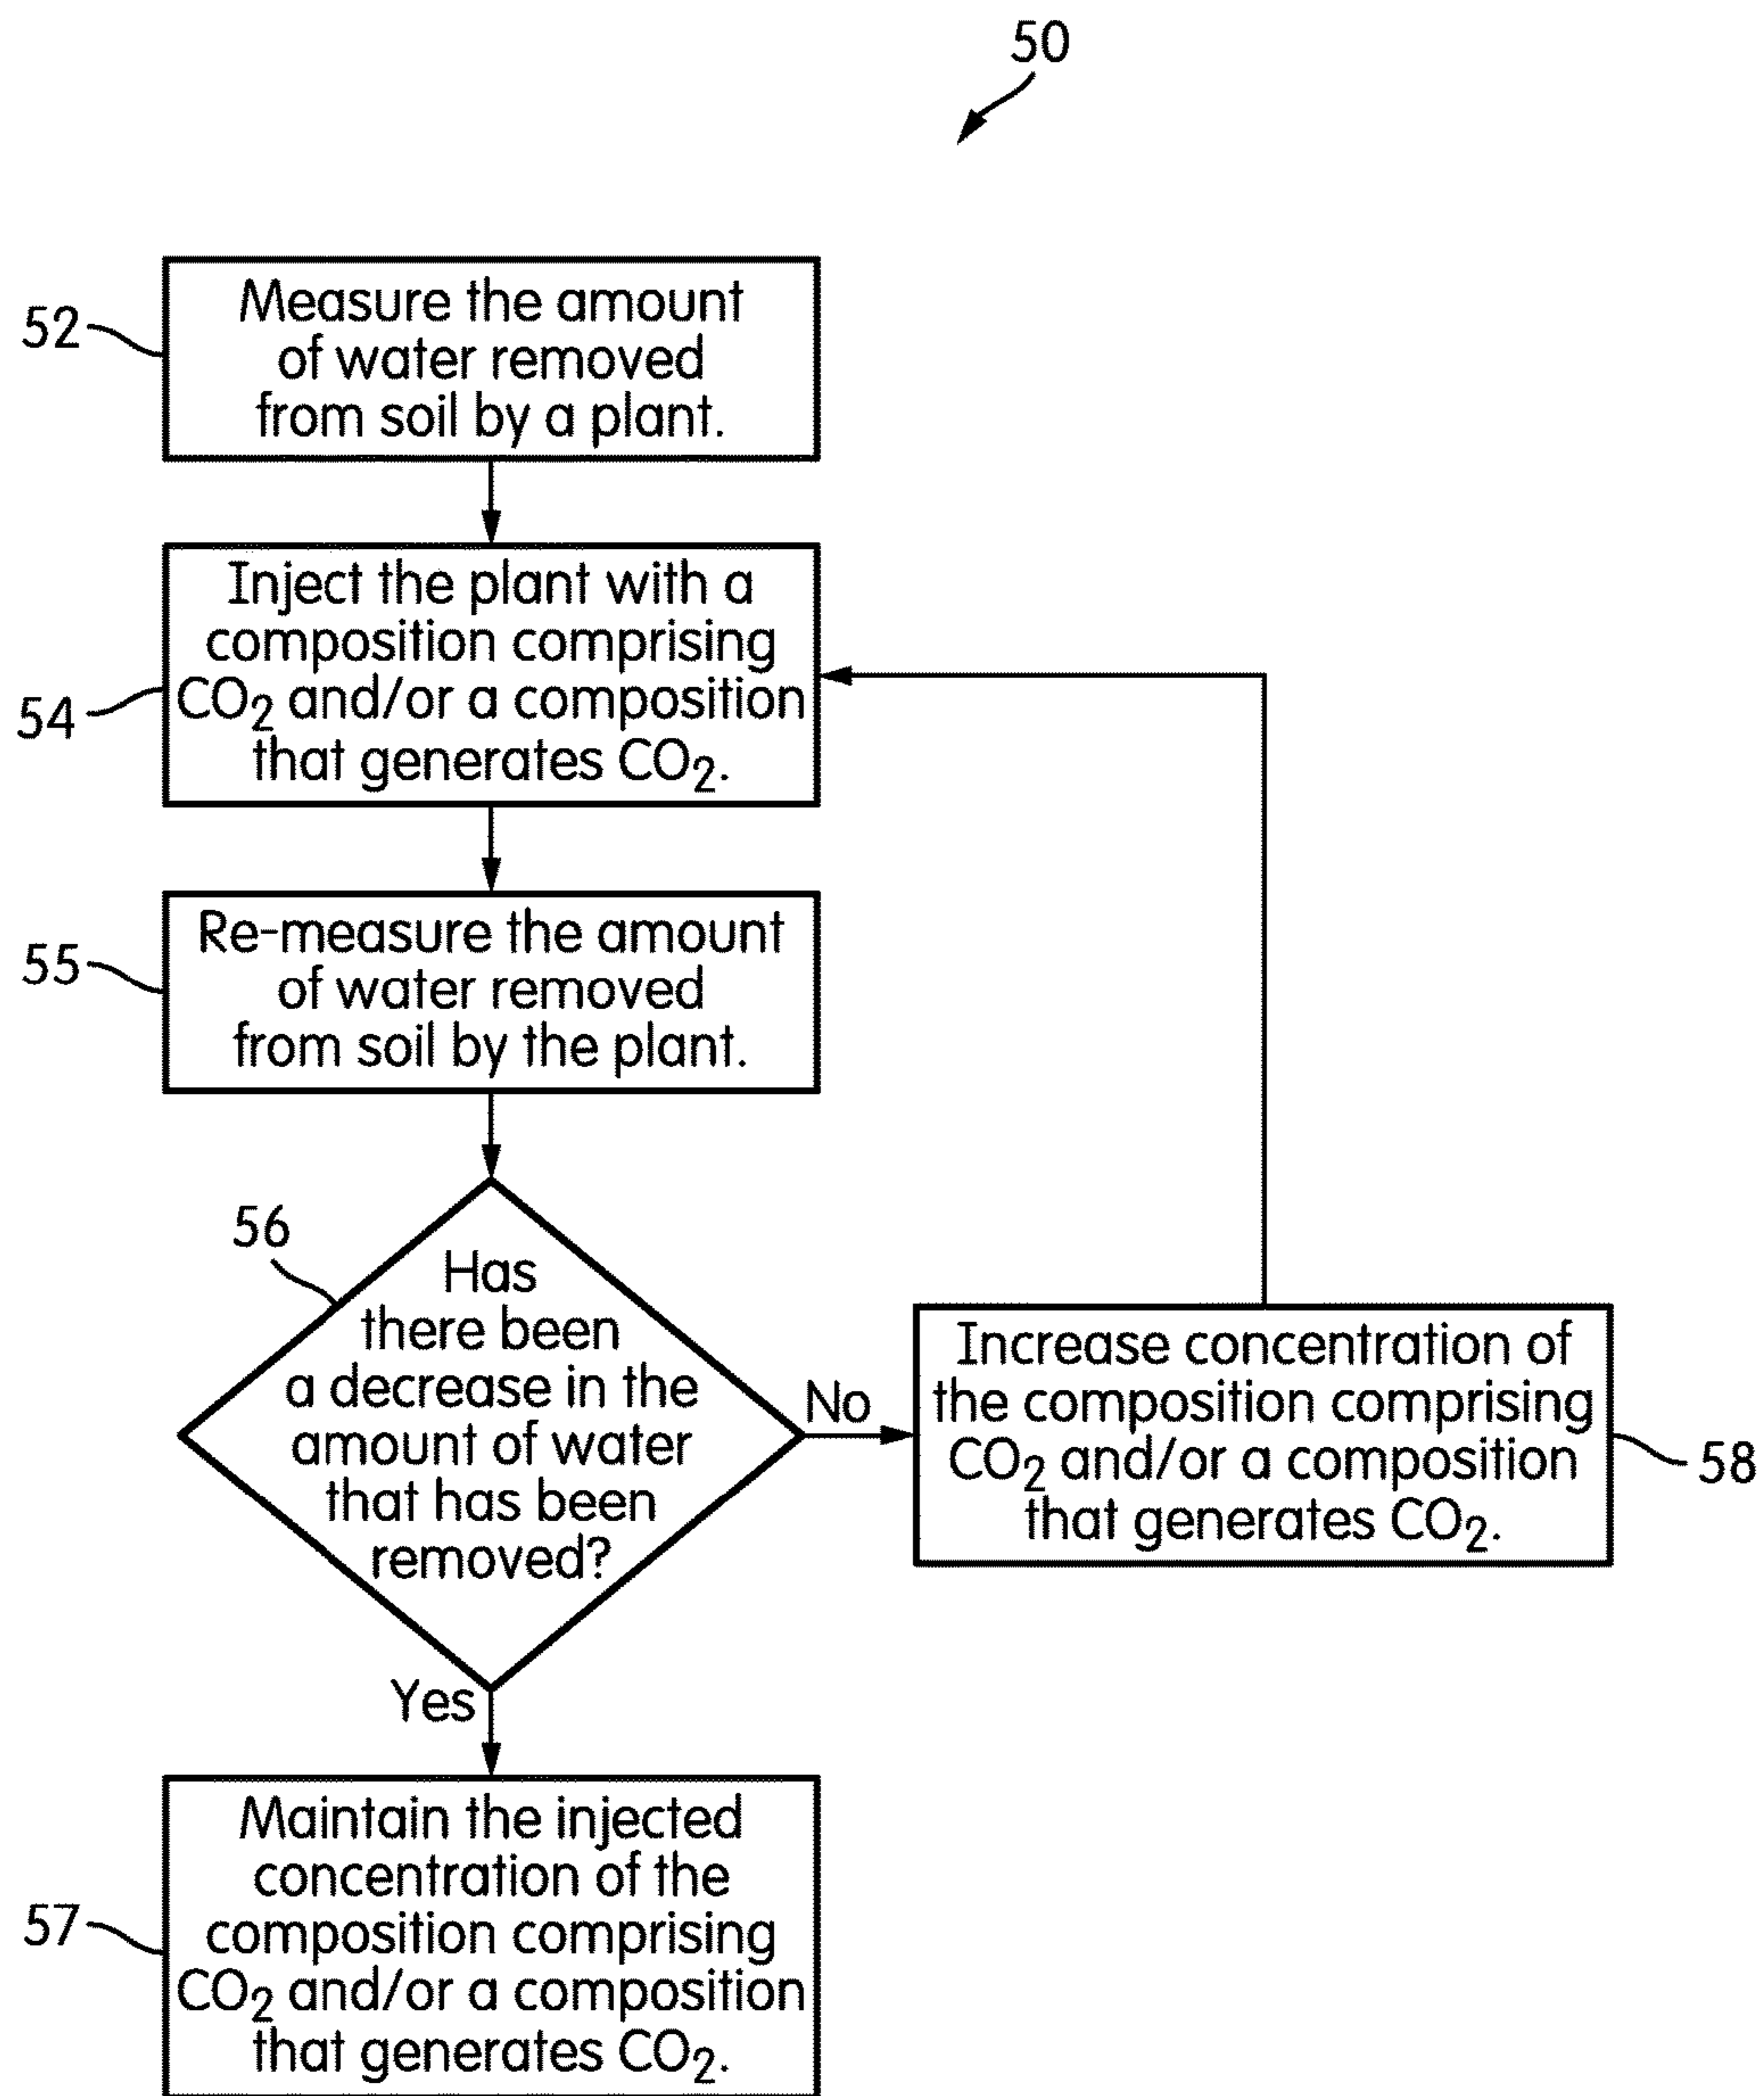 50
52
Measure the amount
of water removed
from soil by a plant.
54
Inject the plant with a
composition comprising
CO₂ and/or a composition
that generates CO₂.
55
Re-measure the amount
of water removed
from soil by the plant.
56
Has
there been
a decrease in the
amount of water
that has been
removed?
No
Increase concentration of
the composition comprising
CO₂ and/or a composition
that generates CO₂.
58
Yes
57
Maintain the injected
concentration of the
composition comprising
CO₂ and/or a composition
that generates CO₂.